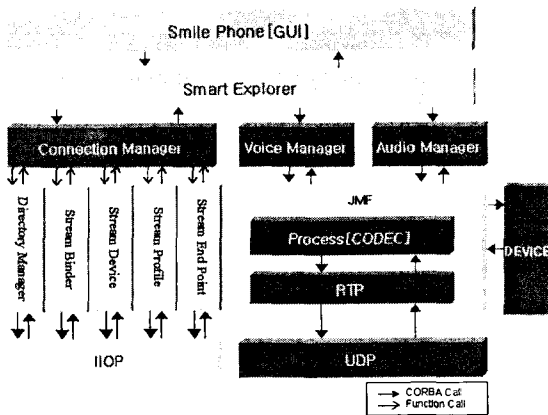 Smile Phone[GUI]
Smart Explorer
Connection Manager
Voice Manager
Audio Manager
Directory Manager
Stream Binder
Stream Device
Stream Profile
Stream End Point
JMF
Process[CODEC]
RTP
DEVICE
IIOP
UDP
CORBA Call
Function Call